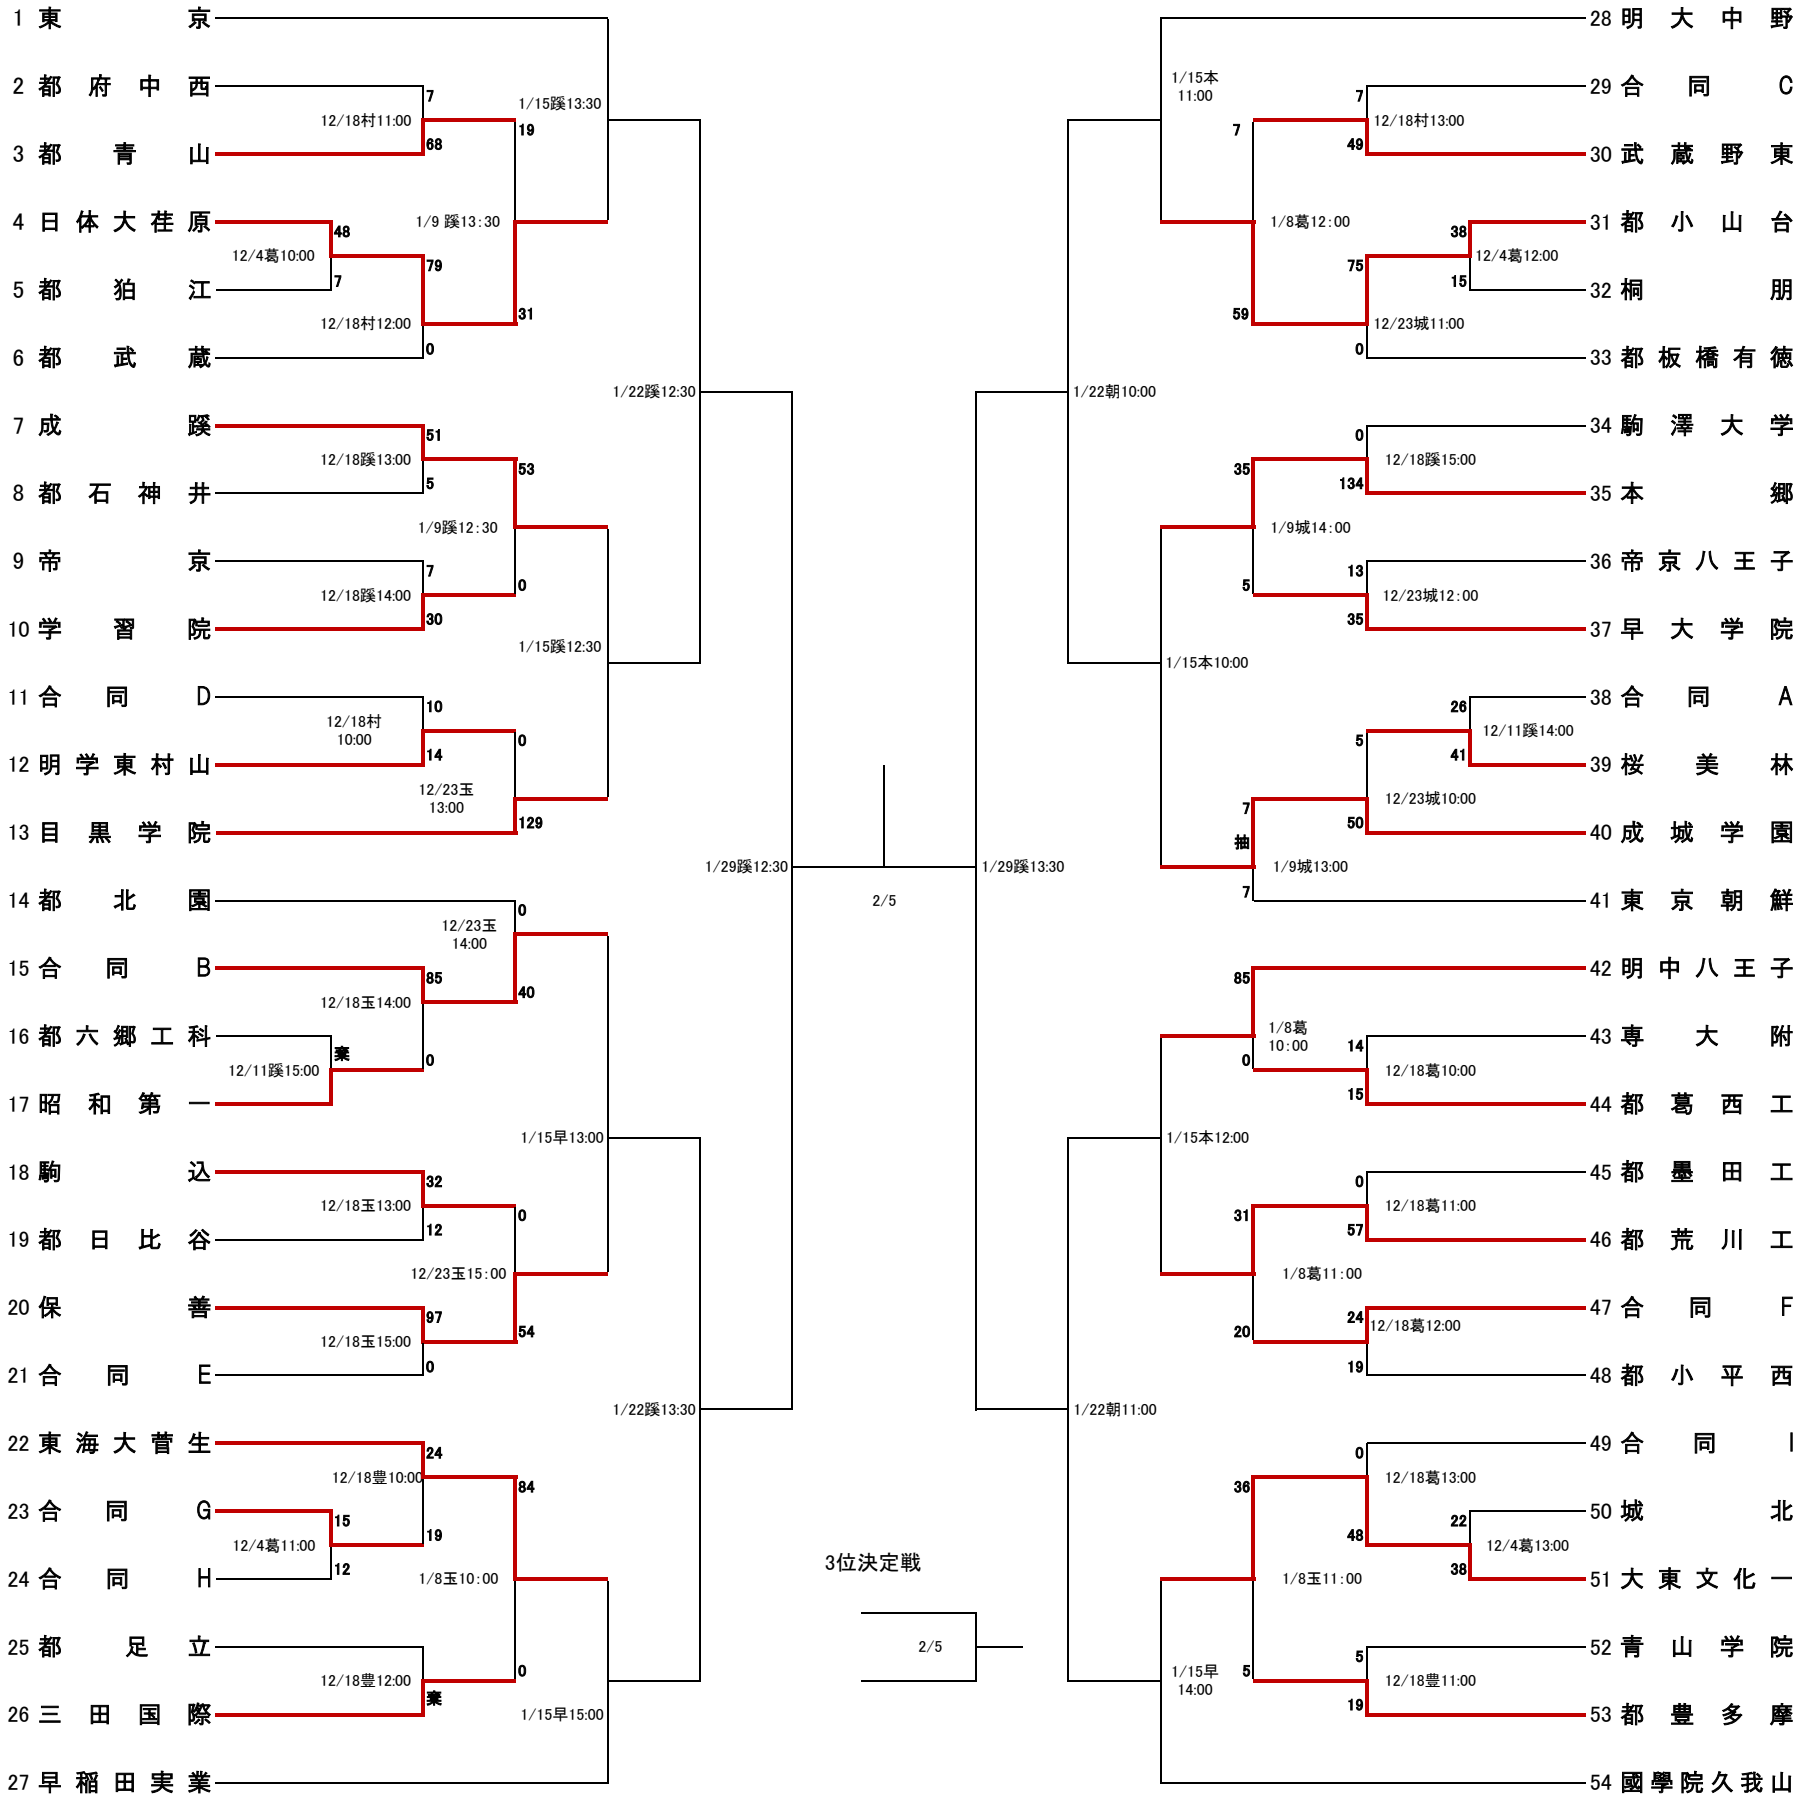 1 東京
2 都府中西
3 都青山
4 日体大荏原
5 都狛江
6 都武蔵
7 成蹊
8 都石神井
9 帝京
10 学習院
11 合同D
12 明学東村山
13 目黒学院
14 都北園
15 合同B
16 都六郷工科
17 昭和第一
18 駒込
19 都日比谷
20 保善
21 合同E
22 東海大菅生
23 合同G
24 合同H
25 都足立
26 三田国際
27 早稲田実業
12/4葛10:00
48
7
12/11蹊15:00
棄
12/4葛11:00
15
12
7
12/18村11:00
68
79
12/18村12:00
0
51
12/18蹊13:00
5
7
12/18蹊14:00
30
10
12/18村
10:00
14
85
12/18玉14:00
0
32
12/18玉13:00
12
97
12/18玉15:00
0
24
12/18豊10:00
19
12/18豊12:00
棄
19
1/9 蹊13:30
31
53
1/9蹊12:30
0
0
12/23玉
13:00
129
0
12/23玉
14:00
40
0
12/23玉15:00
54
84
1/8玉10:00
0
1/15蹊13:30
1/15蹊12:30
1/15早13:00
1/15早15:00
1/22蹊12:30
1/22蹊13:30
1/29蹊12:30
2/5
3位決定戦
2/5
1/29蹊13:30
1/22朝10:00
1/22朝11:00
1/15本
11:00
1/15本10:00
1/15本12:00
1/15早
14:00
7
1/8葛12:00
59
35
1/9城14:00
5
7
抽
1/9城13:00
7
85
1/8葛
10:00
0
31
1/8葛11:00
20
36
1/8玉11:00
5
7
12/18村13:00
49
75
12/23城11:00
0
0
12/18蹊15:00
134
13
12/23城12:00
35
5
12/23城10:00
50
14
12/18葛10:00
15
0
12/18葛11:00
57
24
12/18葛12:00
19
0
12/18葛13:00
48
5
12/18豊11:00
19
38
12/4葛12:00
15
26
12/11蹊14:00
41
22
12/4葛13:00
38
28 明大中野
29 合同C
30 武蔵野東
31 都小山台
32 桐朋
33 都板橋有徳
34 駒澤大学
35 本郷
36 帝京八王子
37 早大学院
38 合同A
39 桜美林
40 成城学園
41 東京朝鮮
42 明中八王子
43 専大附
44 都葛西工
45 都墨田工
46 都荒川工
47 合同F
48 都小平西
49 合同I
50 城北
51 大東文化一
52 青山学院
53 都豊多摩
54 國學院久我山